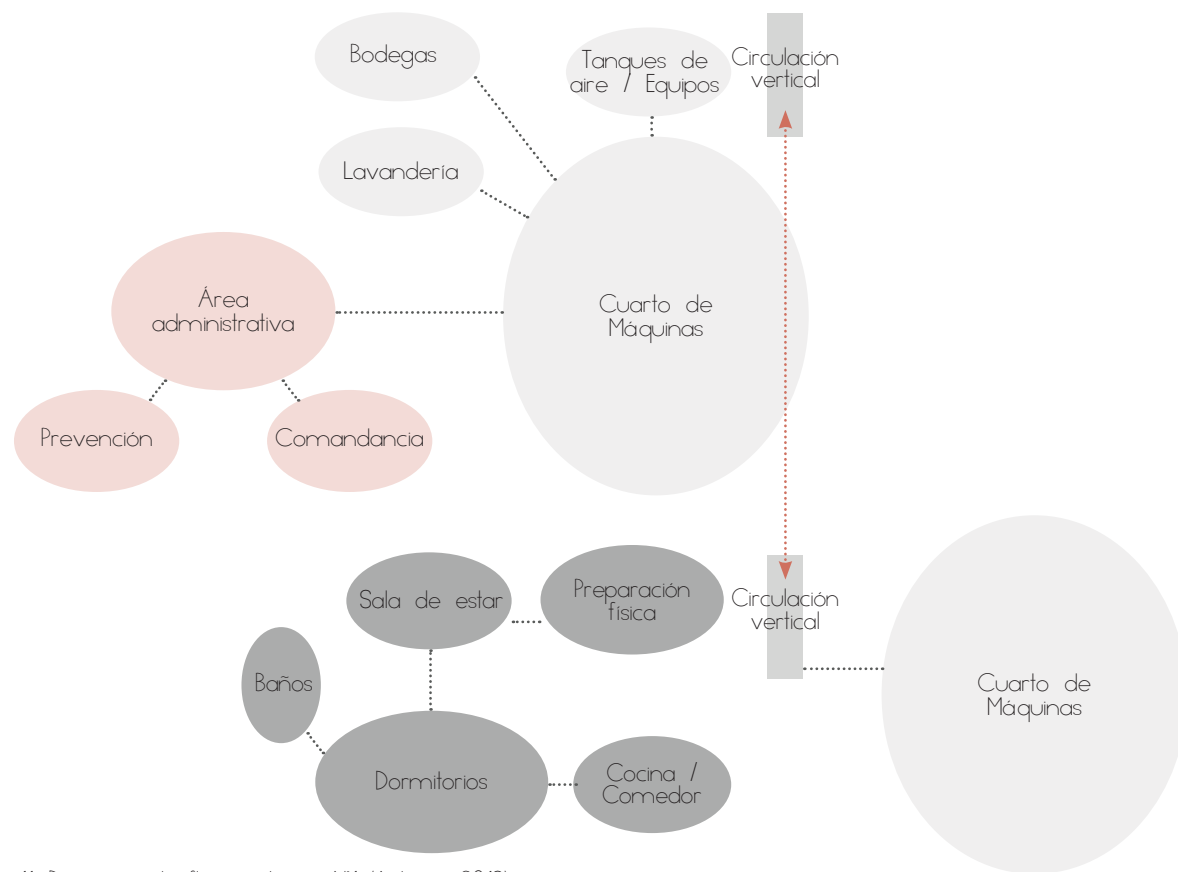 Bodegas
Tanques de
aire / Equipos
Circulación
vertical
Lavandería
Área
administrativa
Cuarto de
Máquinas
Prevención
Comandancia
Sala de estar
Preparación
física
Circulación
vertical
Baños
Cuarto de
Máquinas
Dormitorios
Cocina /
Comedor